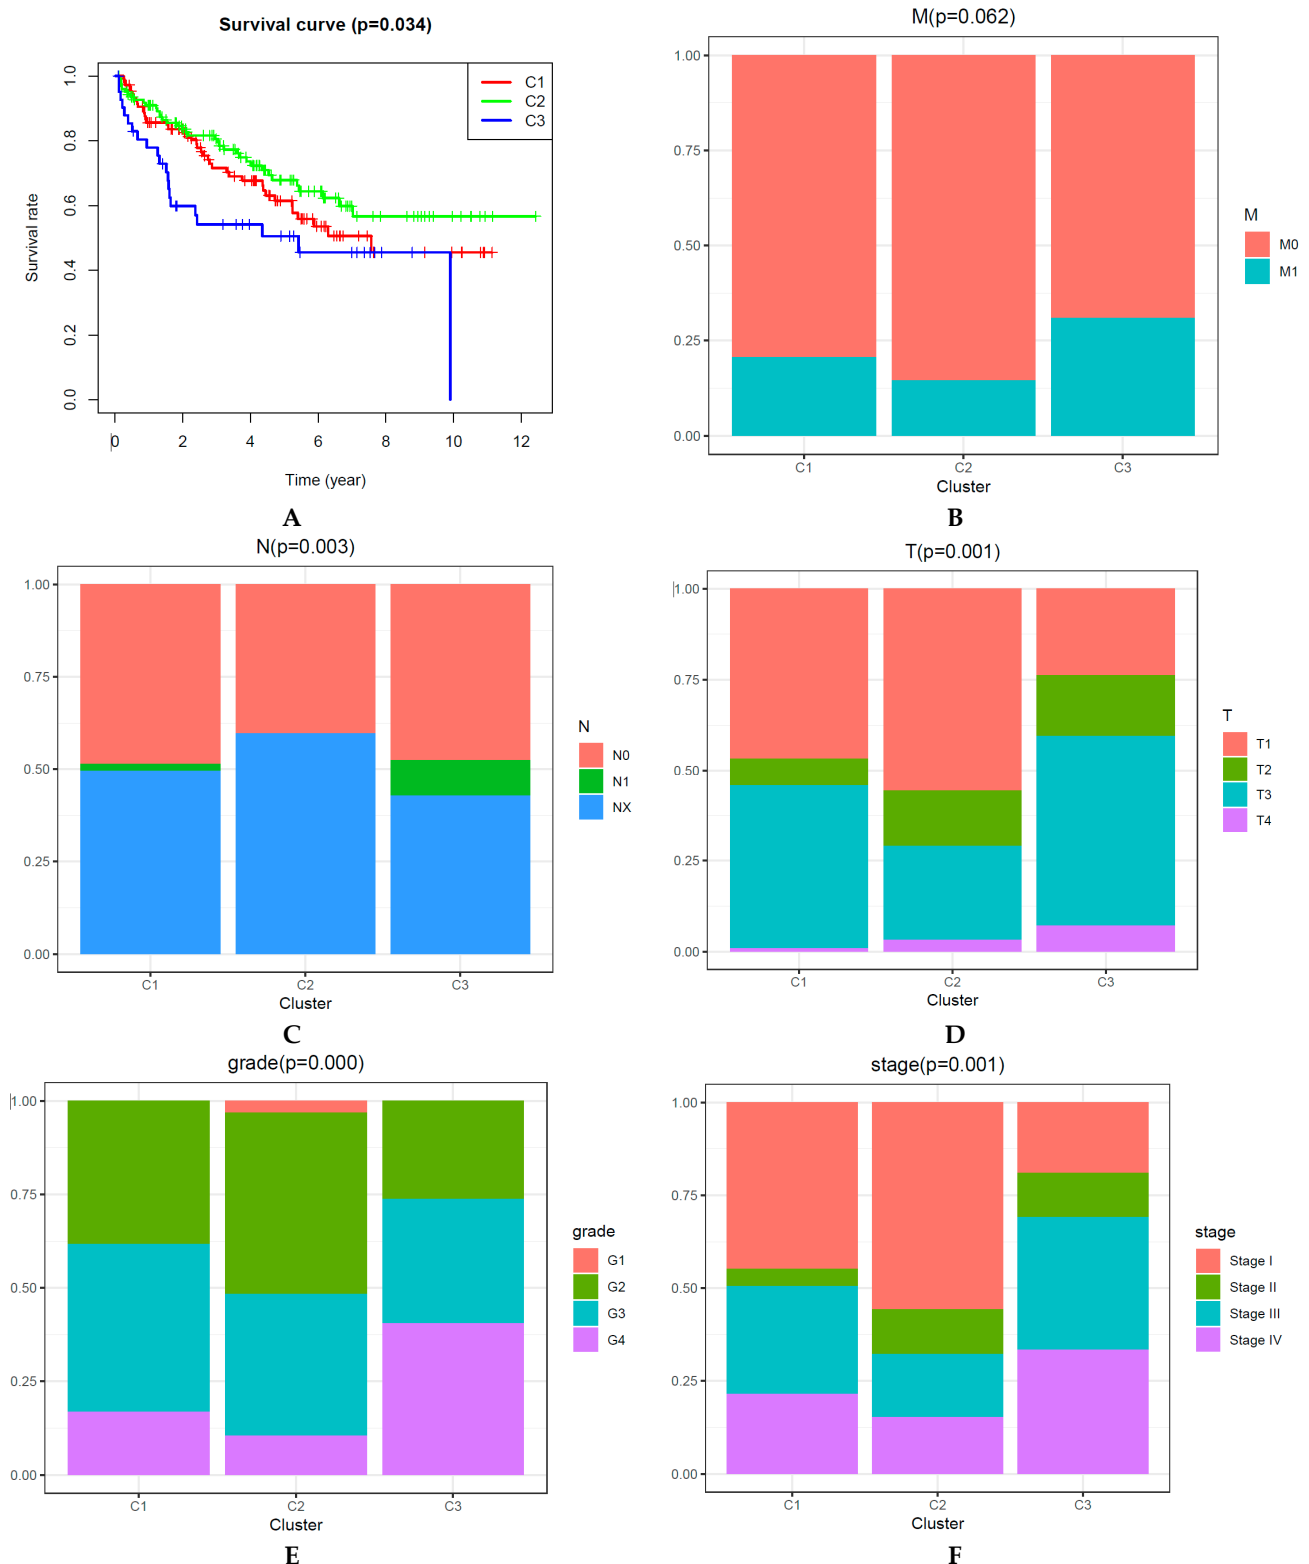 Survival curve (p=0.034)
C1
C2
C3
1.0
0.8
0.6
0.4
0.2
0.0
Survival rate
0 2 4 6 8 10 12
Time (year)
A
M(p=0.062)
1.00
0.75
0.50
0.25
0.00
C1 C2 C3
Cluster
M
M0
M1
B
N(p=0.003)
1.00
0.75
0.50
0.25
0.00
C1 C2 C3
Cluster
N
N0
N1
NX
C
T(p=0.001)
1.00
0.75
0.50
0.25
0.00
C1 C2 C3
Cluster
T
T1
T2
T3
T4
D
grade(p=0.000)
1.00
0.75
0.50
0.25
0.00
C1 C2 C3
Cluster
grade
G1
G2
G3
G4
E
stage(p=0.001)
1.00
0.75
0.50
0.25
0.00
C1 C2 C3
Cluster
stage
Stage I
Stage II
Stage III
Stage IV
F